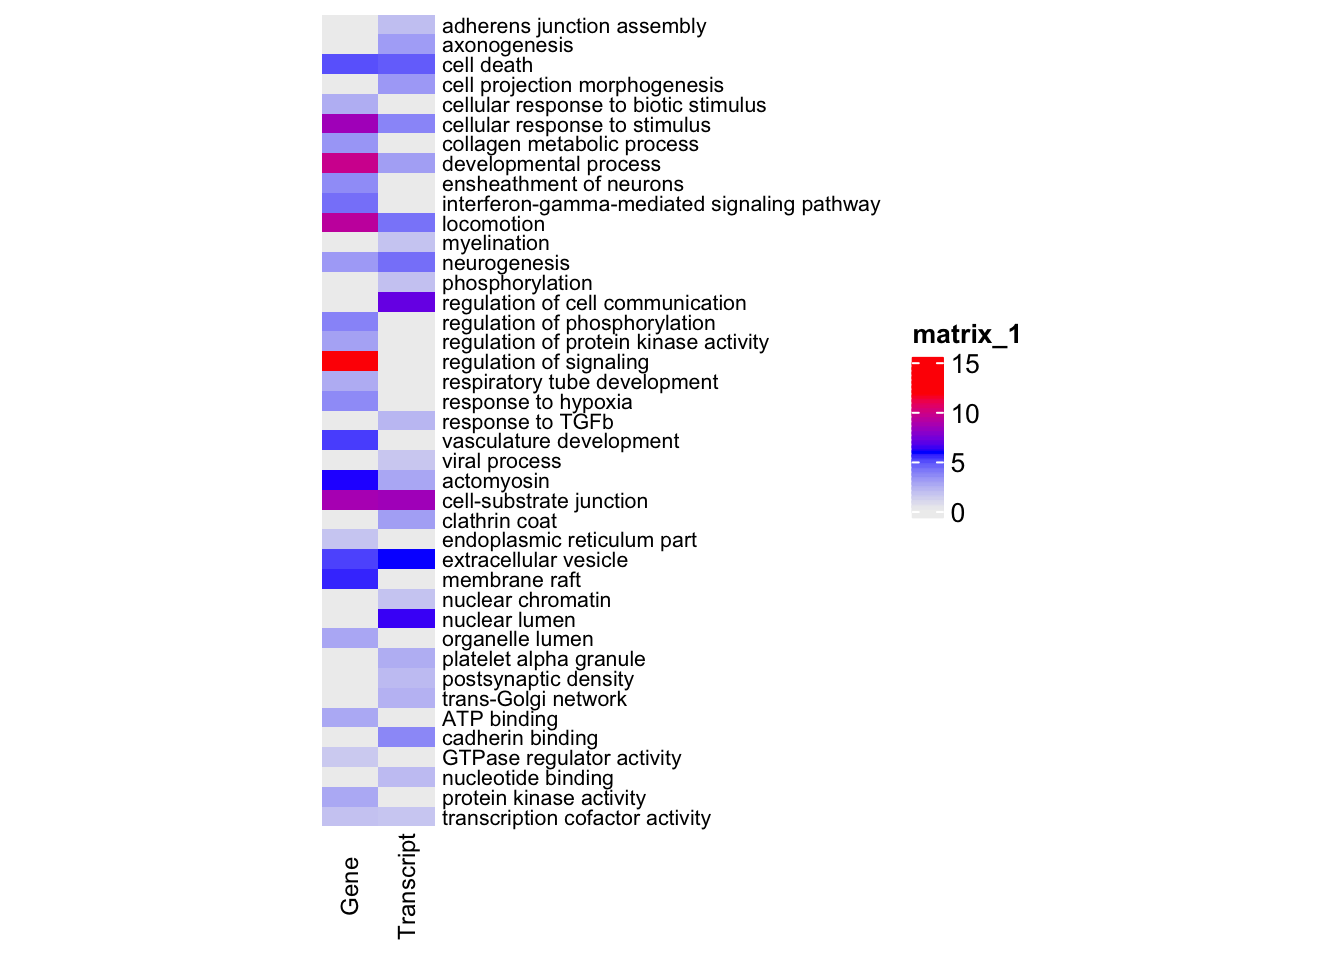 adherens junction assembly
axonogenesis
cell death
cell projection morphogenesis
cellular response to biotic stimulus
cellular response to stimulus
collagen metabolic process
developmental process
ensheathment of neurons
interferon-gamma-mediated signaling pathway
locomotion
myelination
neurogenesis
phosphorylation
regulation of cell communication
regulation of phosphorylation
regulation of protein kinase activity
regulation of signaling
respiratory tube development
response to hypoxia
response to TGFb
vasculature development
viral process
actomyosin
cell-substrate junction
clathrin coat
endoplasmic reticulum part
extracellular vesicle
membrane raft
nuclear chromatin
nuclear lumen
organelle lumen
platelet alpha granule
postsynaptic density
trans-Golgi network
ATP binding
cadherin binding
GTPase regulator activity
nucleotide binding
protein kinase activity
transcription cofactor activity
Gene
Transcript
matrix_1
15
10
5
0